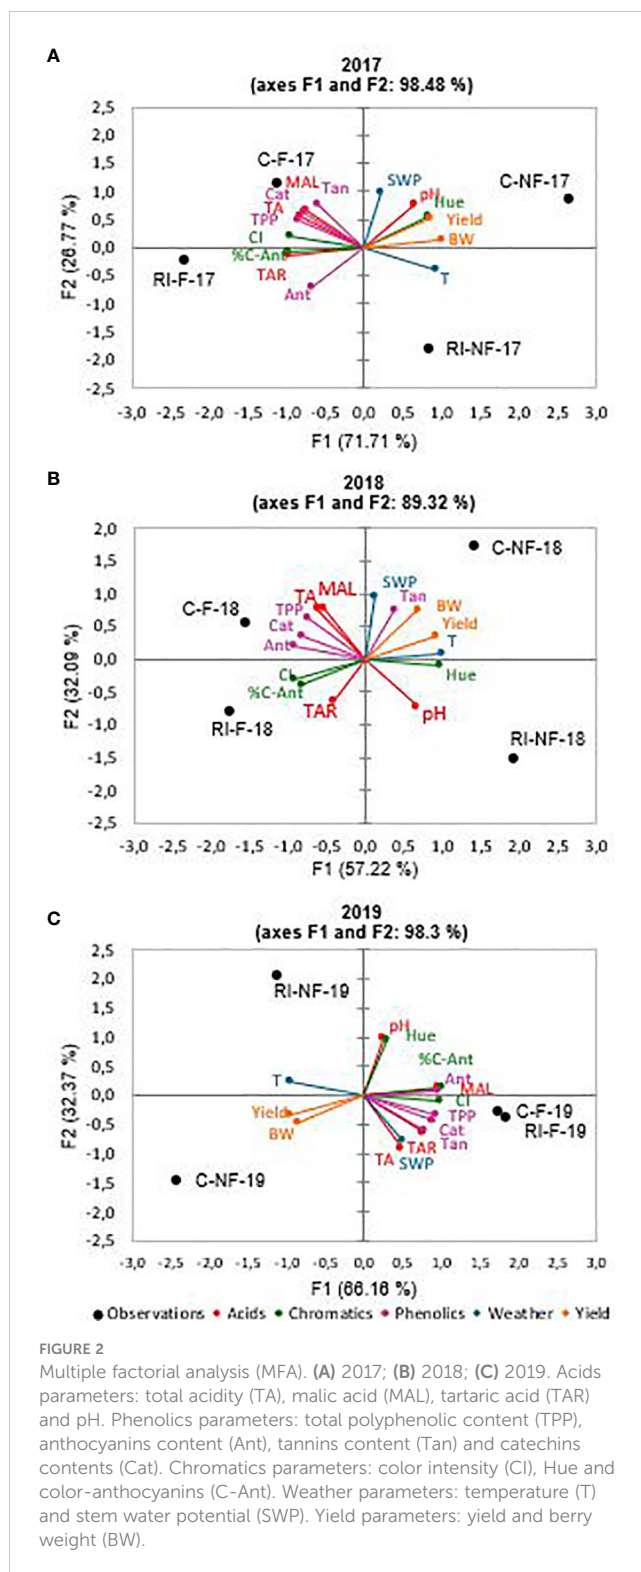 A
2017
(axes F1 and F2: 98.48 %)
2,5
2,0
1,5
1,0
0,5
0,0
-0,5
-1,0
-1,5
-2,0
-2,5
F2 (26.77 %)
C-F-17
MAL
Cat
Tan
TA
TPP
CI
%C-Ant
TAR
RI-F-17
Ant
SWP
pH
Hue
C-NF-17
Yield
BW
T
RI-NF-17
-3,0 -2,5 -2,0 -1,5 -1,0 -0,5 0,0 0,5 1,0 1,5 2,0 2,5 3,0
F1 (71.71 %)
B
2018
(axes F1 and F2: 89.32 %)
2,0
1,5
1,0
0,5
0,0
-0,5
-1,0
-1,5
-2,0
-2,5
F2 (32.09 %)
C-NF-18
SWP
MAL
TA
Tan
TPP
BW
C-F-18
Cat
Yield
Ant
T
CI
Hue
%C-Ant
TAR
pH
RI-F-18
RI-NF-18
-3,0 -2,5 -2,0 -1,5 -1,0 -0,5 0,0 0,5 1,0 1,5 2,0 2,5 3,0
F1 (57.22 %)
C
2019
(axes F1 and F2: 98.3 %)
2,5
2,0
1,5
1,0
0,5
0,0
-0,5
-1,0
-1,5
-2,0
-2,5
F2 (32.37 %)
RI-NF-19
pH
Hue
%C-Ant
T
Ant
MAL
CI
Yield
TPP
C-F-19
BW
Cat
RI-F-19
TAR
Tan
TA
SWP
C-NF-19
-3,0 -2,5 -2,0 -1,5 -1,0 -0,5 0,0 0,5 1,0 1,5 2,0 2,5 3,0
F1 (66.16 %)
Observations Acids Chromatics Phenolics Weather Yield
FIGURE 2
Multiple factorial analysis (MFA). (A) 2017; (B) 2018; (C) 2019. Acids
parameters: total acidity (TA), malic acid (MAL), tartaric acid (TAR)
and pH. Phenolics parameters: total polyphenolic content (TPP),
anthocyanins content (Ant), tannins content (Tan) and catechins
contents (Cat). Chromatics parameters: color intensity (CI), Hue and
color-anthocyanins (C-Ant). Weather parameters: temperature (T)
and stem water potential (SWP). Yield parameters: yield and berry
weight (BW).